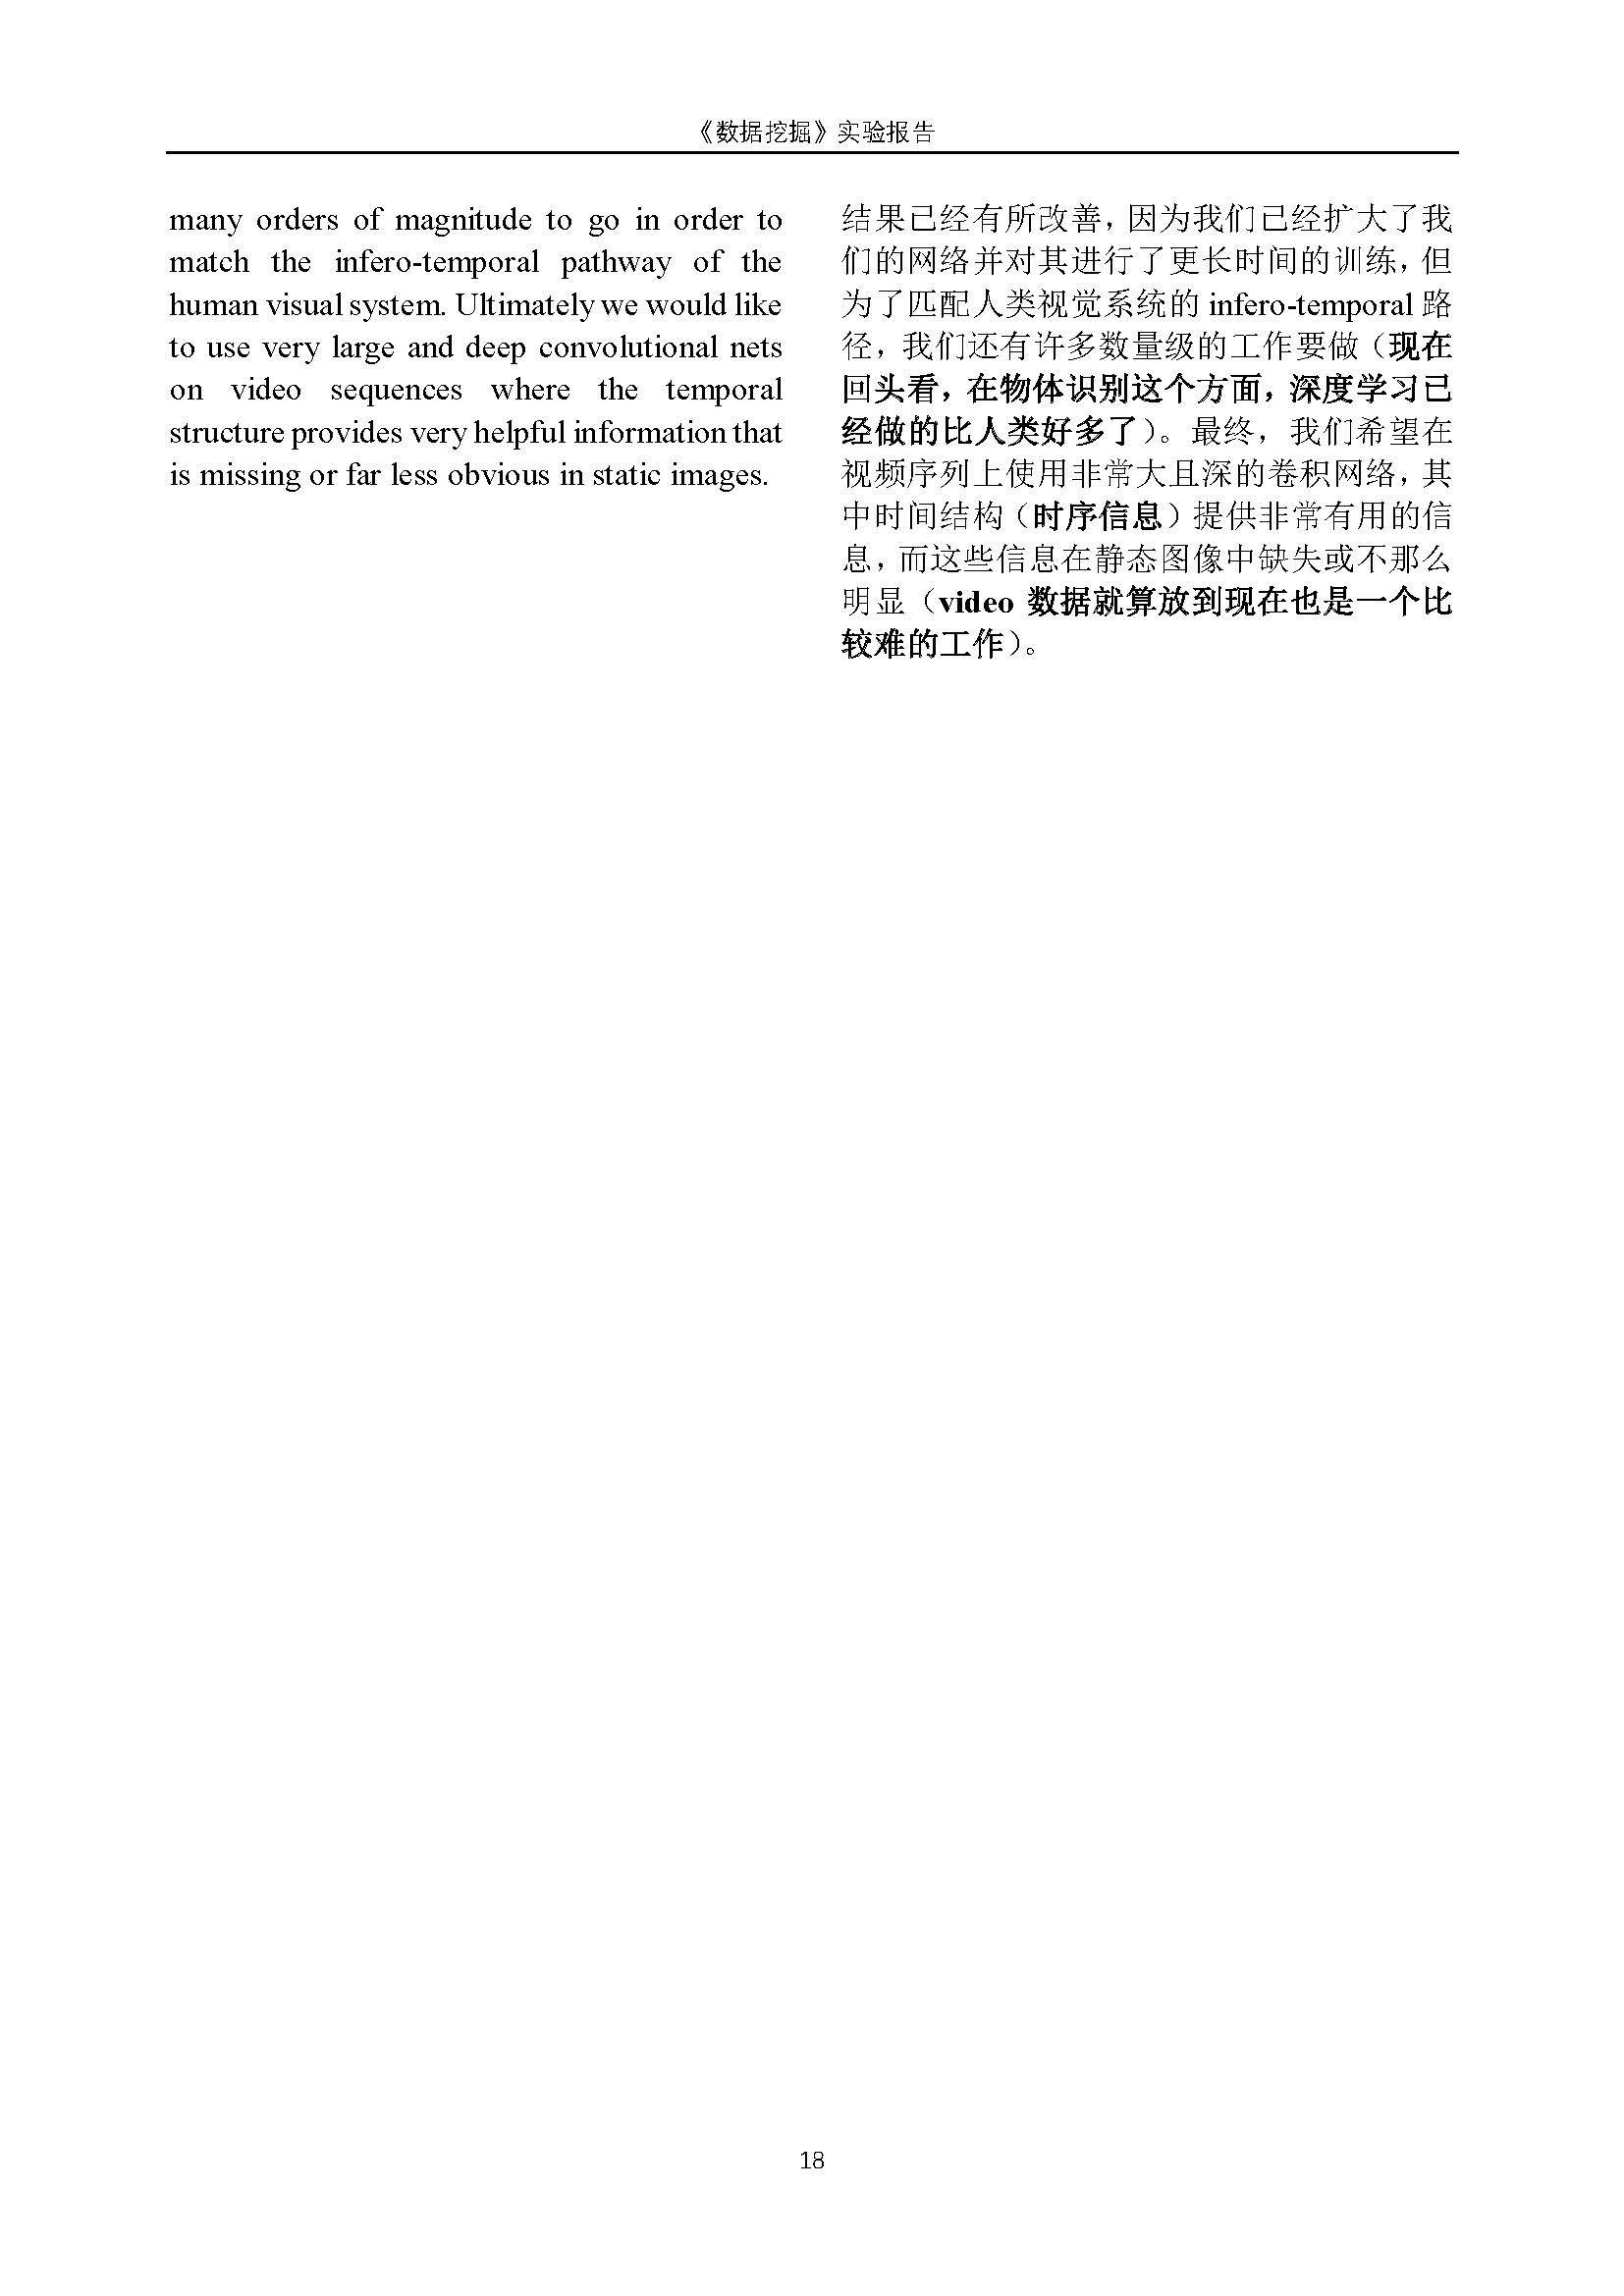 《数据挖掘》实验报告
many orders of magnitude to go in order to
match the infero-temporal pathway of the
human visual system. Ultimately we would like
to use very large and deep convolutional nets
on video sequences where the temporal
structure provides very helpful information that
is missing or far less obvious in static images.
结果已经有所改善，因为我们已经扩大了我
们的网络并对其进行了更长时间的训练，但
为了匹配人类视觉系统的 infero-temporal 路
径，我们还有许多数量级的工作要做（现在
回头看，在物体识别这个方面，深度学习已
经做的比人类好多了）。最终，我们希望在
视频序列上使用非常大且深的卷积网络，其
中时间结构（时序信息）提供非常有用的信
息，而这些信息在静态图像中缺失或不那么
明显（video 数据就算放到现在也是一个比
较难的工作）。
18